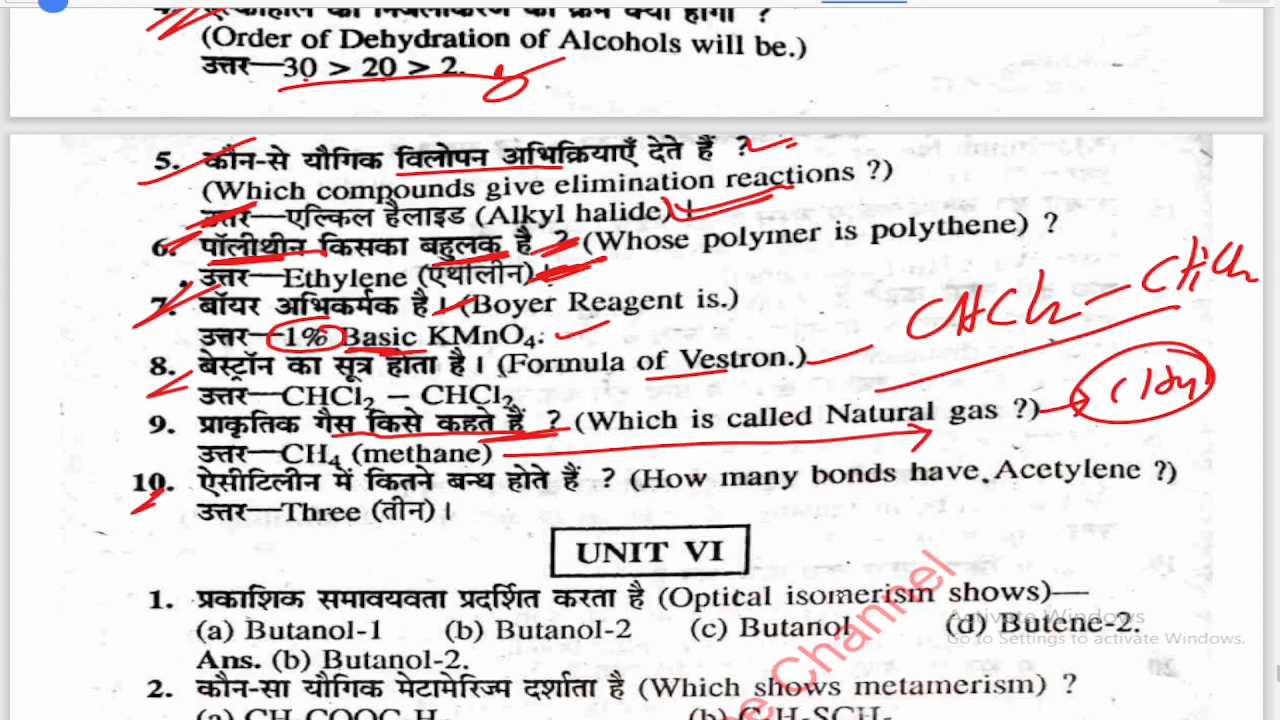 (Order of Dehydration of Alcohols will be.)
उत्तर—30 > 20 > 2.
5. कौन-से यौगिक विलोपन अभिक्रियाएँ देते हैं ?
(Which compounds give elimination reactions ?)
उत्तर—एल्किल हैलाइड (Alkyl halide) ।
6. पॉलीथीन किसका बहुलक है ? (Whose polymer is polythene) ?
उत्तर—Ethylene (एथीलीन) ।
7. बॉयर अभिकर्मक है। (Boyer Reagent is.)
उत्तर—1% Basic KMnO₄:
CHCl₂ – CHCl₂
8. बेस्ट्रॉन का सूत्र होता है। (Formula of Vestron.)
उत्तर—CHCl₂ – CHCl₂
9. प्राकृतिक गैस किसे कहते हैं ? (Which is called Natural gas ?)
उत्तर—CH₄ (methane)
10. ऐसीटिलीन में कितने बन्ध होते हैं ? (How many bonds have Acetylene ?)
उत्तर—Three (तीन)।
UNIT VI
1. प्रकाशिक समावयवता प्रदर्शित करता है (Optical isomerism shows)—
(a) Butanol-1 (b) Butanol-2 (c) Butanol (d) Butene-2.
Ans. (b) Butanol-2.
2. कौन-सा यौगिक मेटामेरिज्म दर्शाता है (Which shows metamerism) ?
Channel
Activate Windows
Go to Settings to activate Windows.